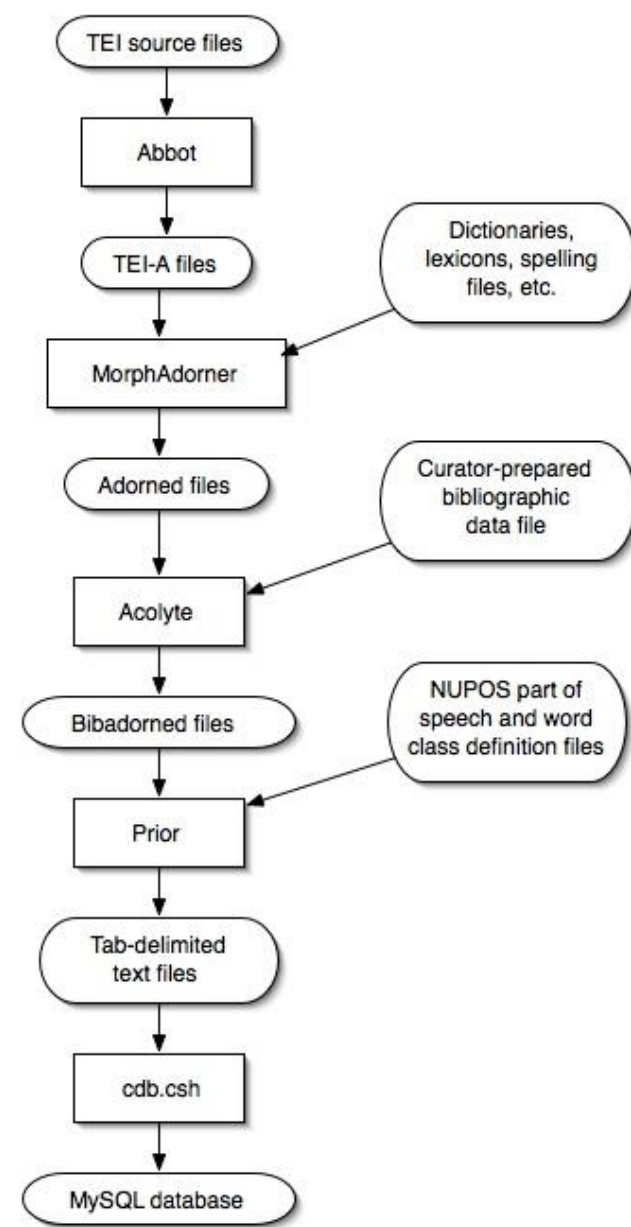 TEI source files
Abbot
TEI-A files
Dictionaries,
lexicons, spelling
files, etc.
MorphAdorner
Adorned files
Curator-prepared
bibliographic
data file
Acolyte
Bibadorned files
NUPOS part of
speech and word
class definition files
Prior
Tab-delimited
text files
cdb.csh
MySQL database